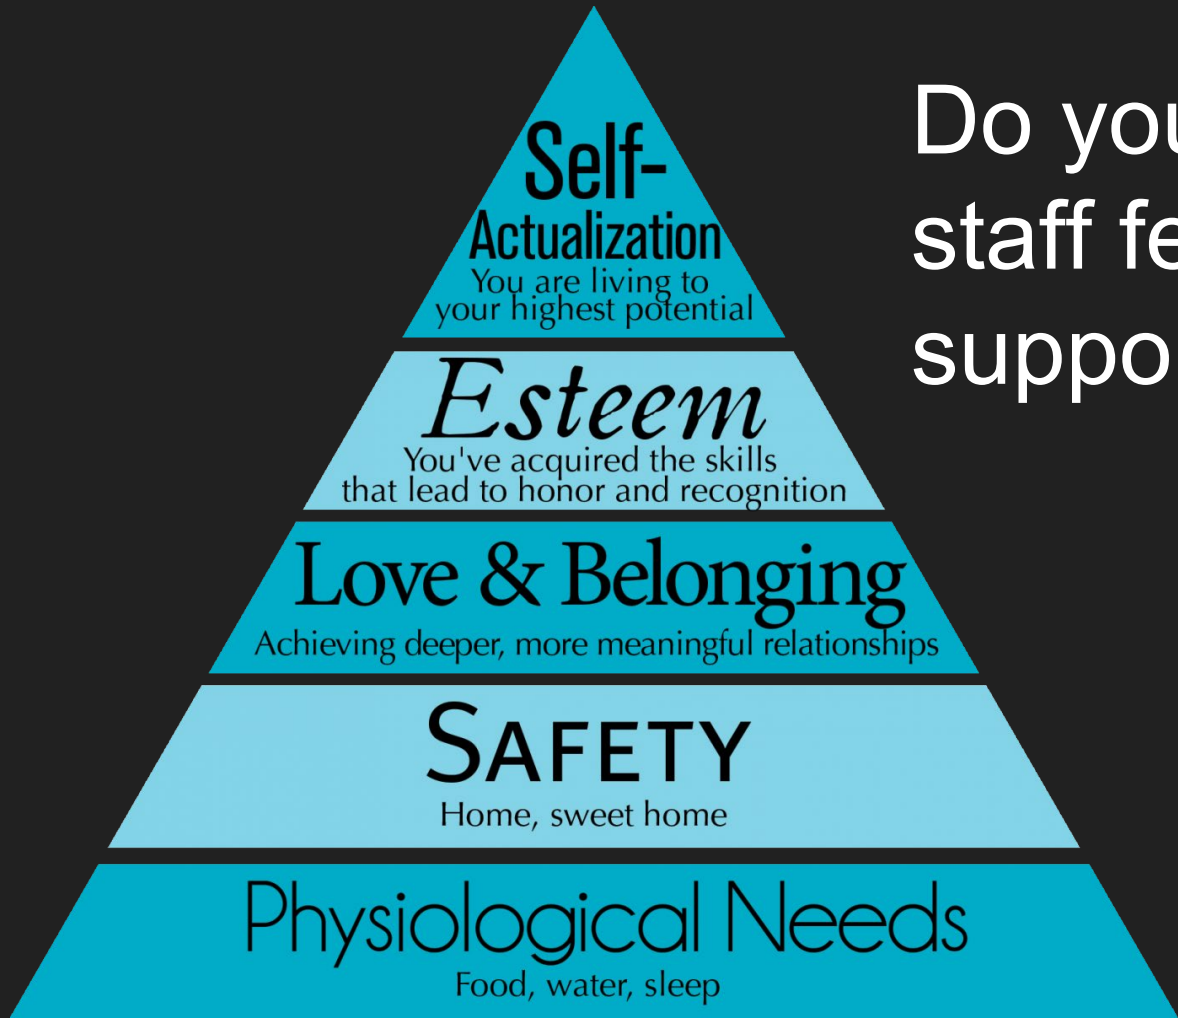 Self-
Actualization
You are living to
your highest potential
Esteem
You've acquired the skills
that lead to honor and recognition
Love & Belonging
Achieving deeper, more meaningful relationships
SAFETY
Home, sweet home
Physiological Needs
Food, water, sleep
Do
staff